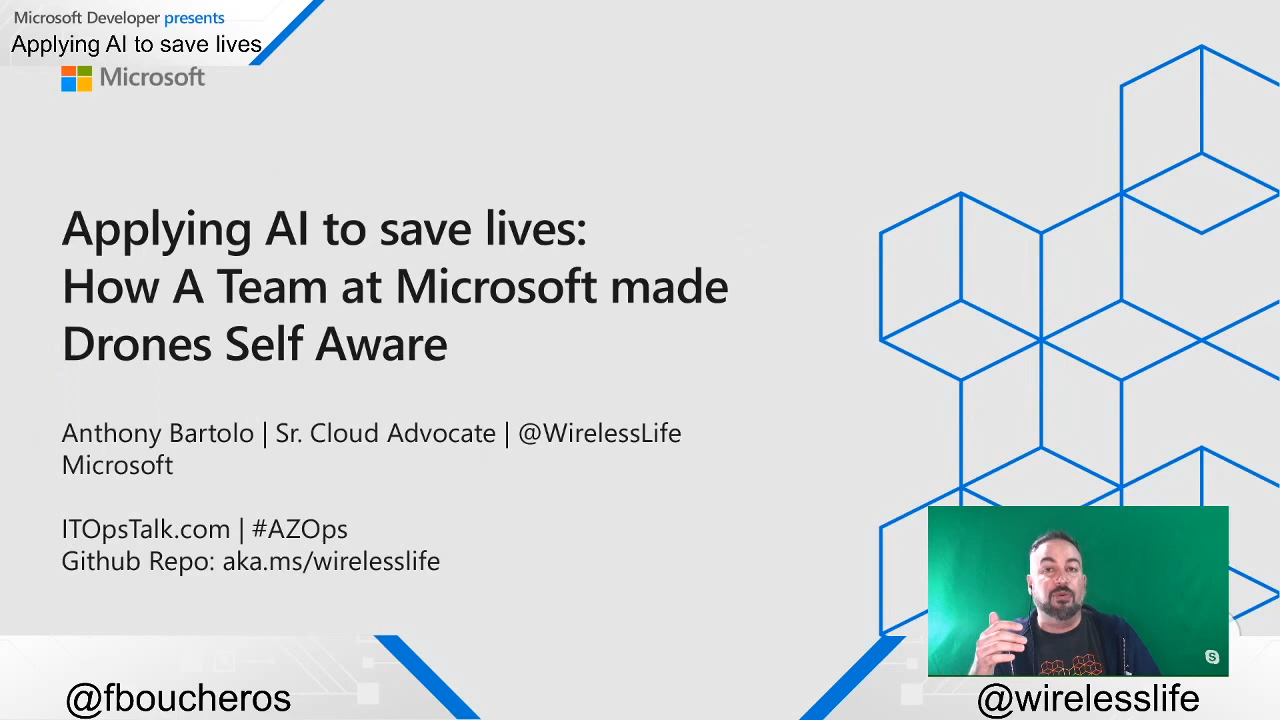 Microsoft Developer presents
Applying AI to save lives
Microsoft
Applying AI to save lives:
How A Team at Microsoft made
Drones Self Aware
Anthony Bartolo | Sr. Cloud Advocate | @WirelessLife
Microsoft
ITOpsTalk.com | #AZOps
Github Repo: aka.ms/wirelesslife
@fboucheros
@wirelesslife